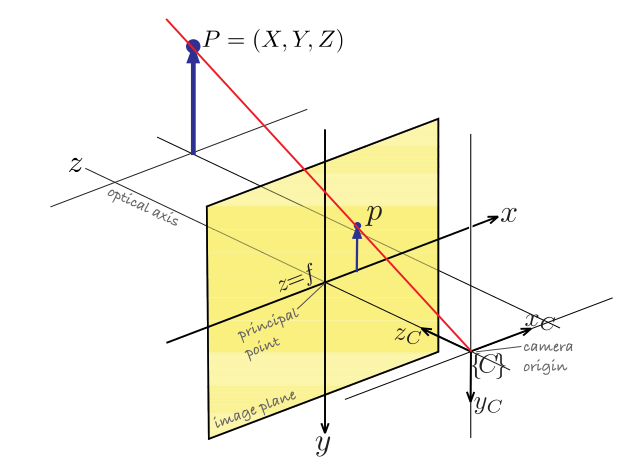 P = (X, Y, Z)
z
optical axis
p
x
z=f
principal
point
x_C
z_C
camera
origin
{C}
y_C
image plane
y